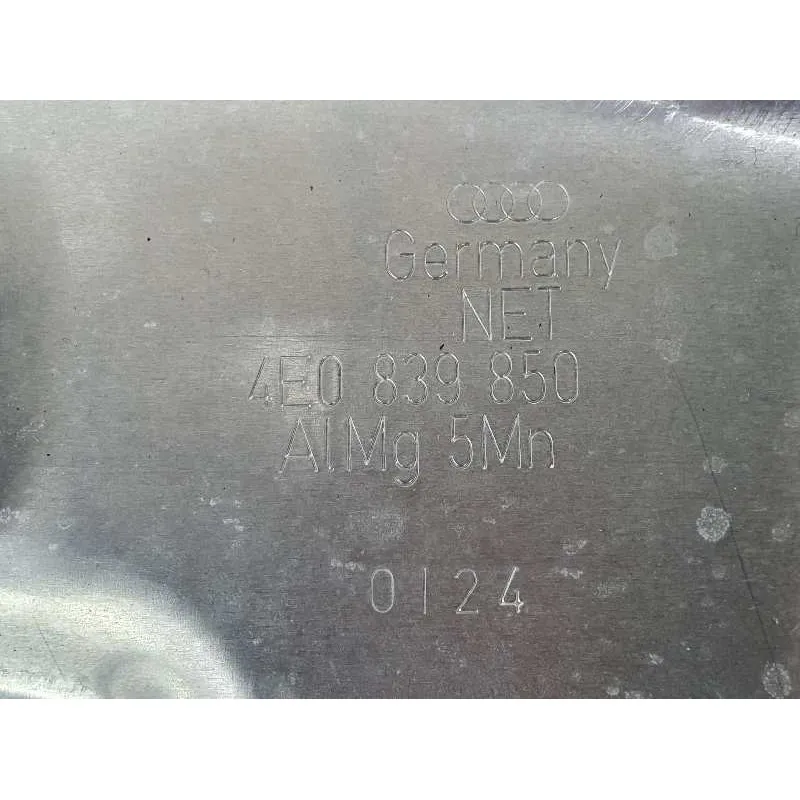 Germany
NET
4E0 839 850
AlMg 5Mn
0124